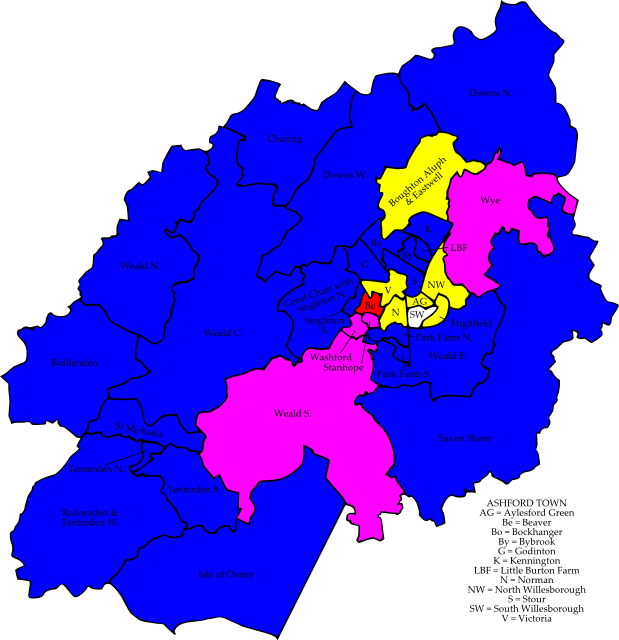 Downs N.
Charing
Downs W.
Boughton Aluph
& Eastwell
Wye
K
Bo
By
LBF
Weald N.
G
S
NW
Great Chart with
Singleton N.
V
Be
AG
N
SW
Highfield
Singleton
S.
Weald C.
Park Farm N.
Washford
Stanhope
Weald E.
Biddenden
Park Farm S.
Weald S.
St Michael's
Saxon Shore
Tenterden N.
Tenterden S.
Rolvenden &
Tenterden W.
Isle of Oxney
ASHFORD TOWN
AG = Aylesford Green
Be = Beaver
Bo = Bockhanger
By = Bybrook
G = Godinton
K = Kennington
LBF = Little Burton Farm
N = Norman
NW = North Willesborough
S = Stour
SW = South Willesborough
V = Victoria